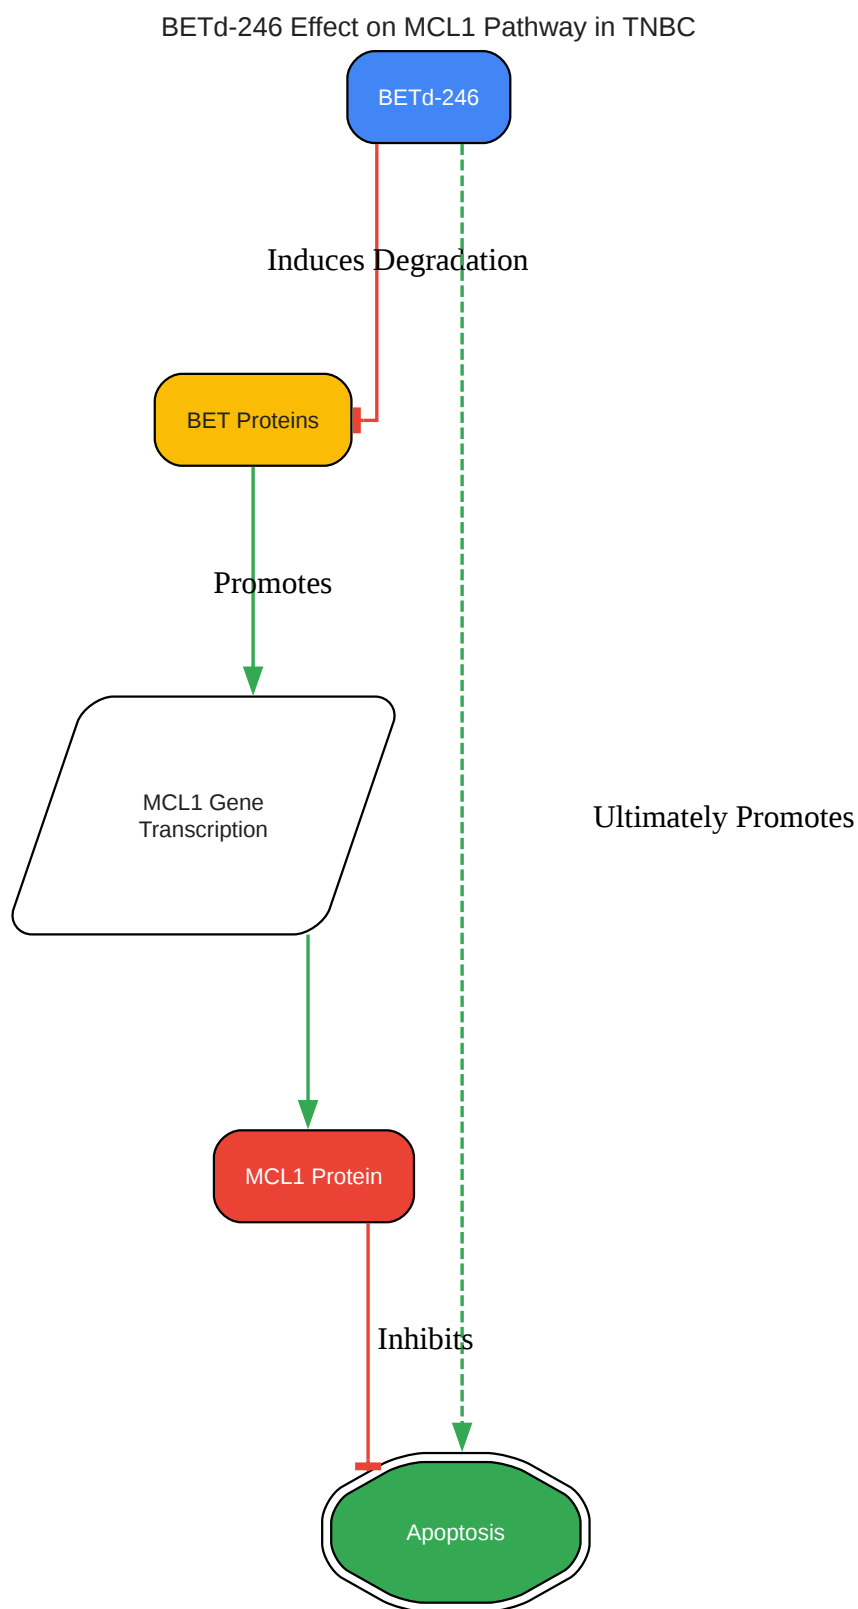 BETd-246 Effect on MCL1 Pathway in TNBC
BETd-246
Induces Degradation
BET Proteins
Promotes
MCL1 Gene
Transcription
Ultimately Promotes
MCL1 Protein
Inhibits
Apoptosis